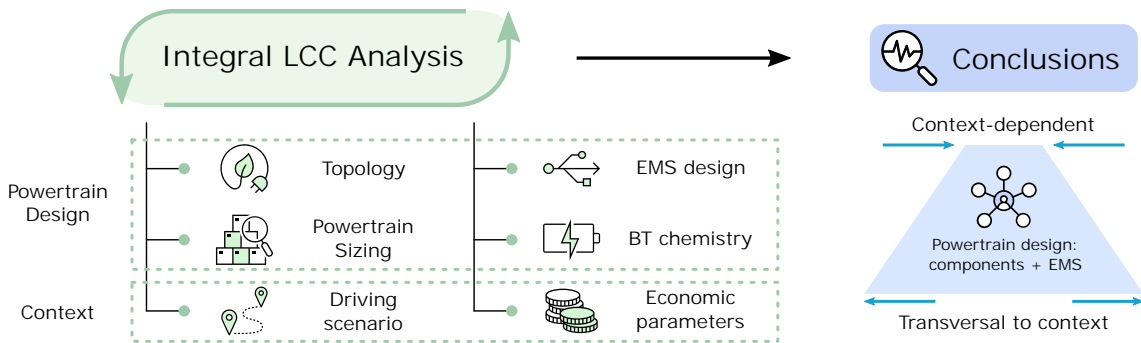 Integral LCC Analysis
Conclusions
Powertrain
Design
Topology
EMS design
Powertrain
Sizing
BT chemistry
Context
Driving
scenario
Economic
parameters
Context-dependent
Powertrain design:
components + EMS
Transversal to context